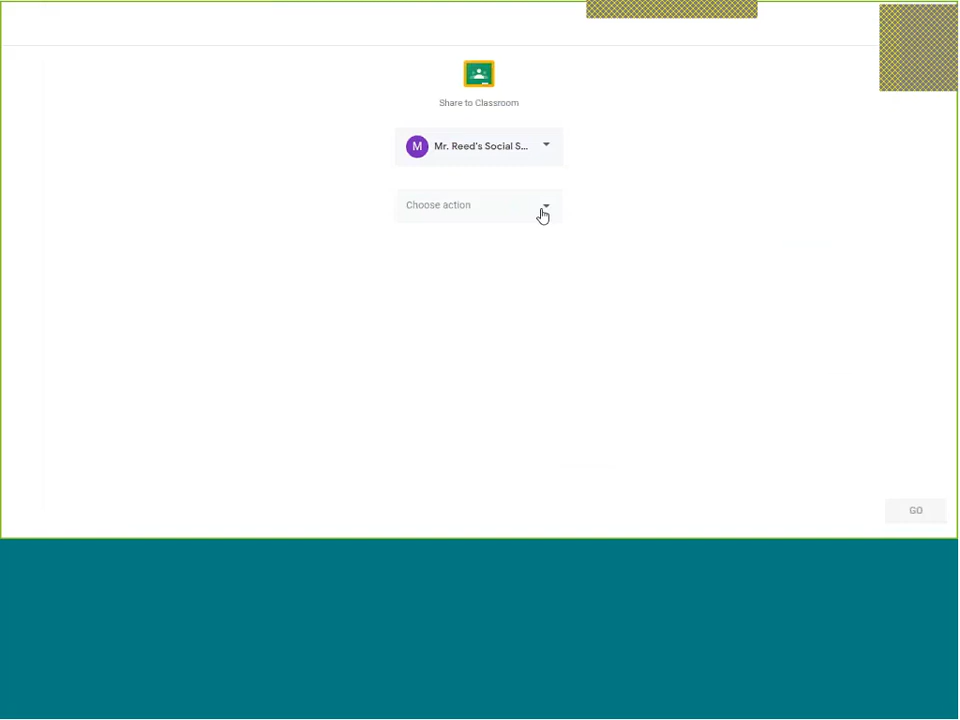 Share to Classroom
M
Mr. Reed's Social S...
Choose action
GO